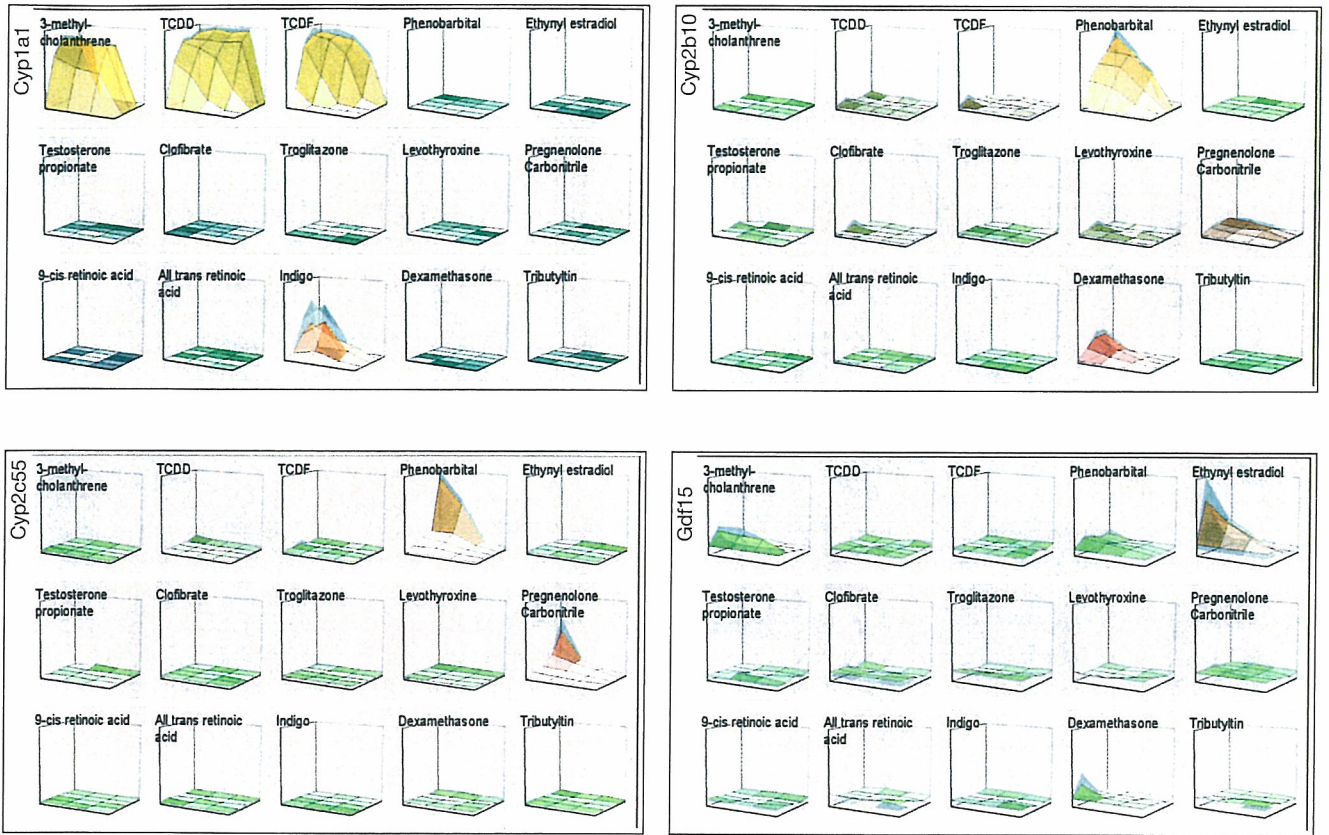 Cyp1a1
3-methyl-
cholanthrene
TCDD
TCDF
Phenobarbital
Ethynyl estradiol
Testosterone
propionate
Clofibrate
Troglitazone
Levothyroxine
Pregnenolone
Carbonitrile
9-cis retinoic acid
All trans retinoic
acid
Indigo
Dexamethasone
Tributyltin
Cyp2b10
3-methyl-
cholanthrene
TCDD
TCDF
Phenobarbital
Ethynyl estradiol
Testosterone
propionate
Clofibrate
Troglitazone
Levothyroxine
Pregnenolone
Carbonitrile
9-cis retinoic acid
All trans retinoic
acid
Indigo
Dexamethasone
Tributyltin
Cyp2c55
3-methyl-
cholanthrene
TCDD
TCDF
Phenobarbital
Ethynyl estradiol
Testosterone
propionate
Clofibrate
Troglitazone
Levothyroxine
Pregnenolone
Carbonitrile
9-cis retinoic acid
All trans retinoic
acid
Indigo
Dexamethasone
Tributyltin
Gdf15
3-methyl-
cholanthrene
TCDD
TCDF
Phenobarbital
Ethynyl estradiol
Testosterone
propionate
Clofibrate
Troglitazone
Levothyroxine
Pregnenolone
Carbonitrile
9-cis retinoic acid
All trans retinoic
acid
Indigo
Dexamethasone
Tributyltin